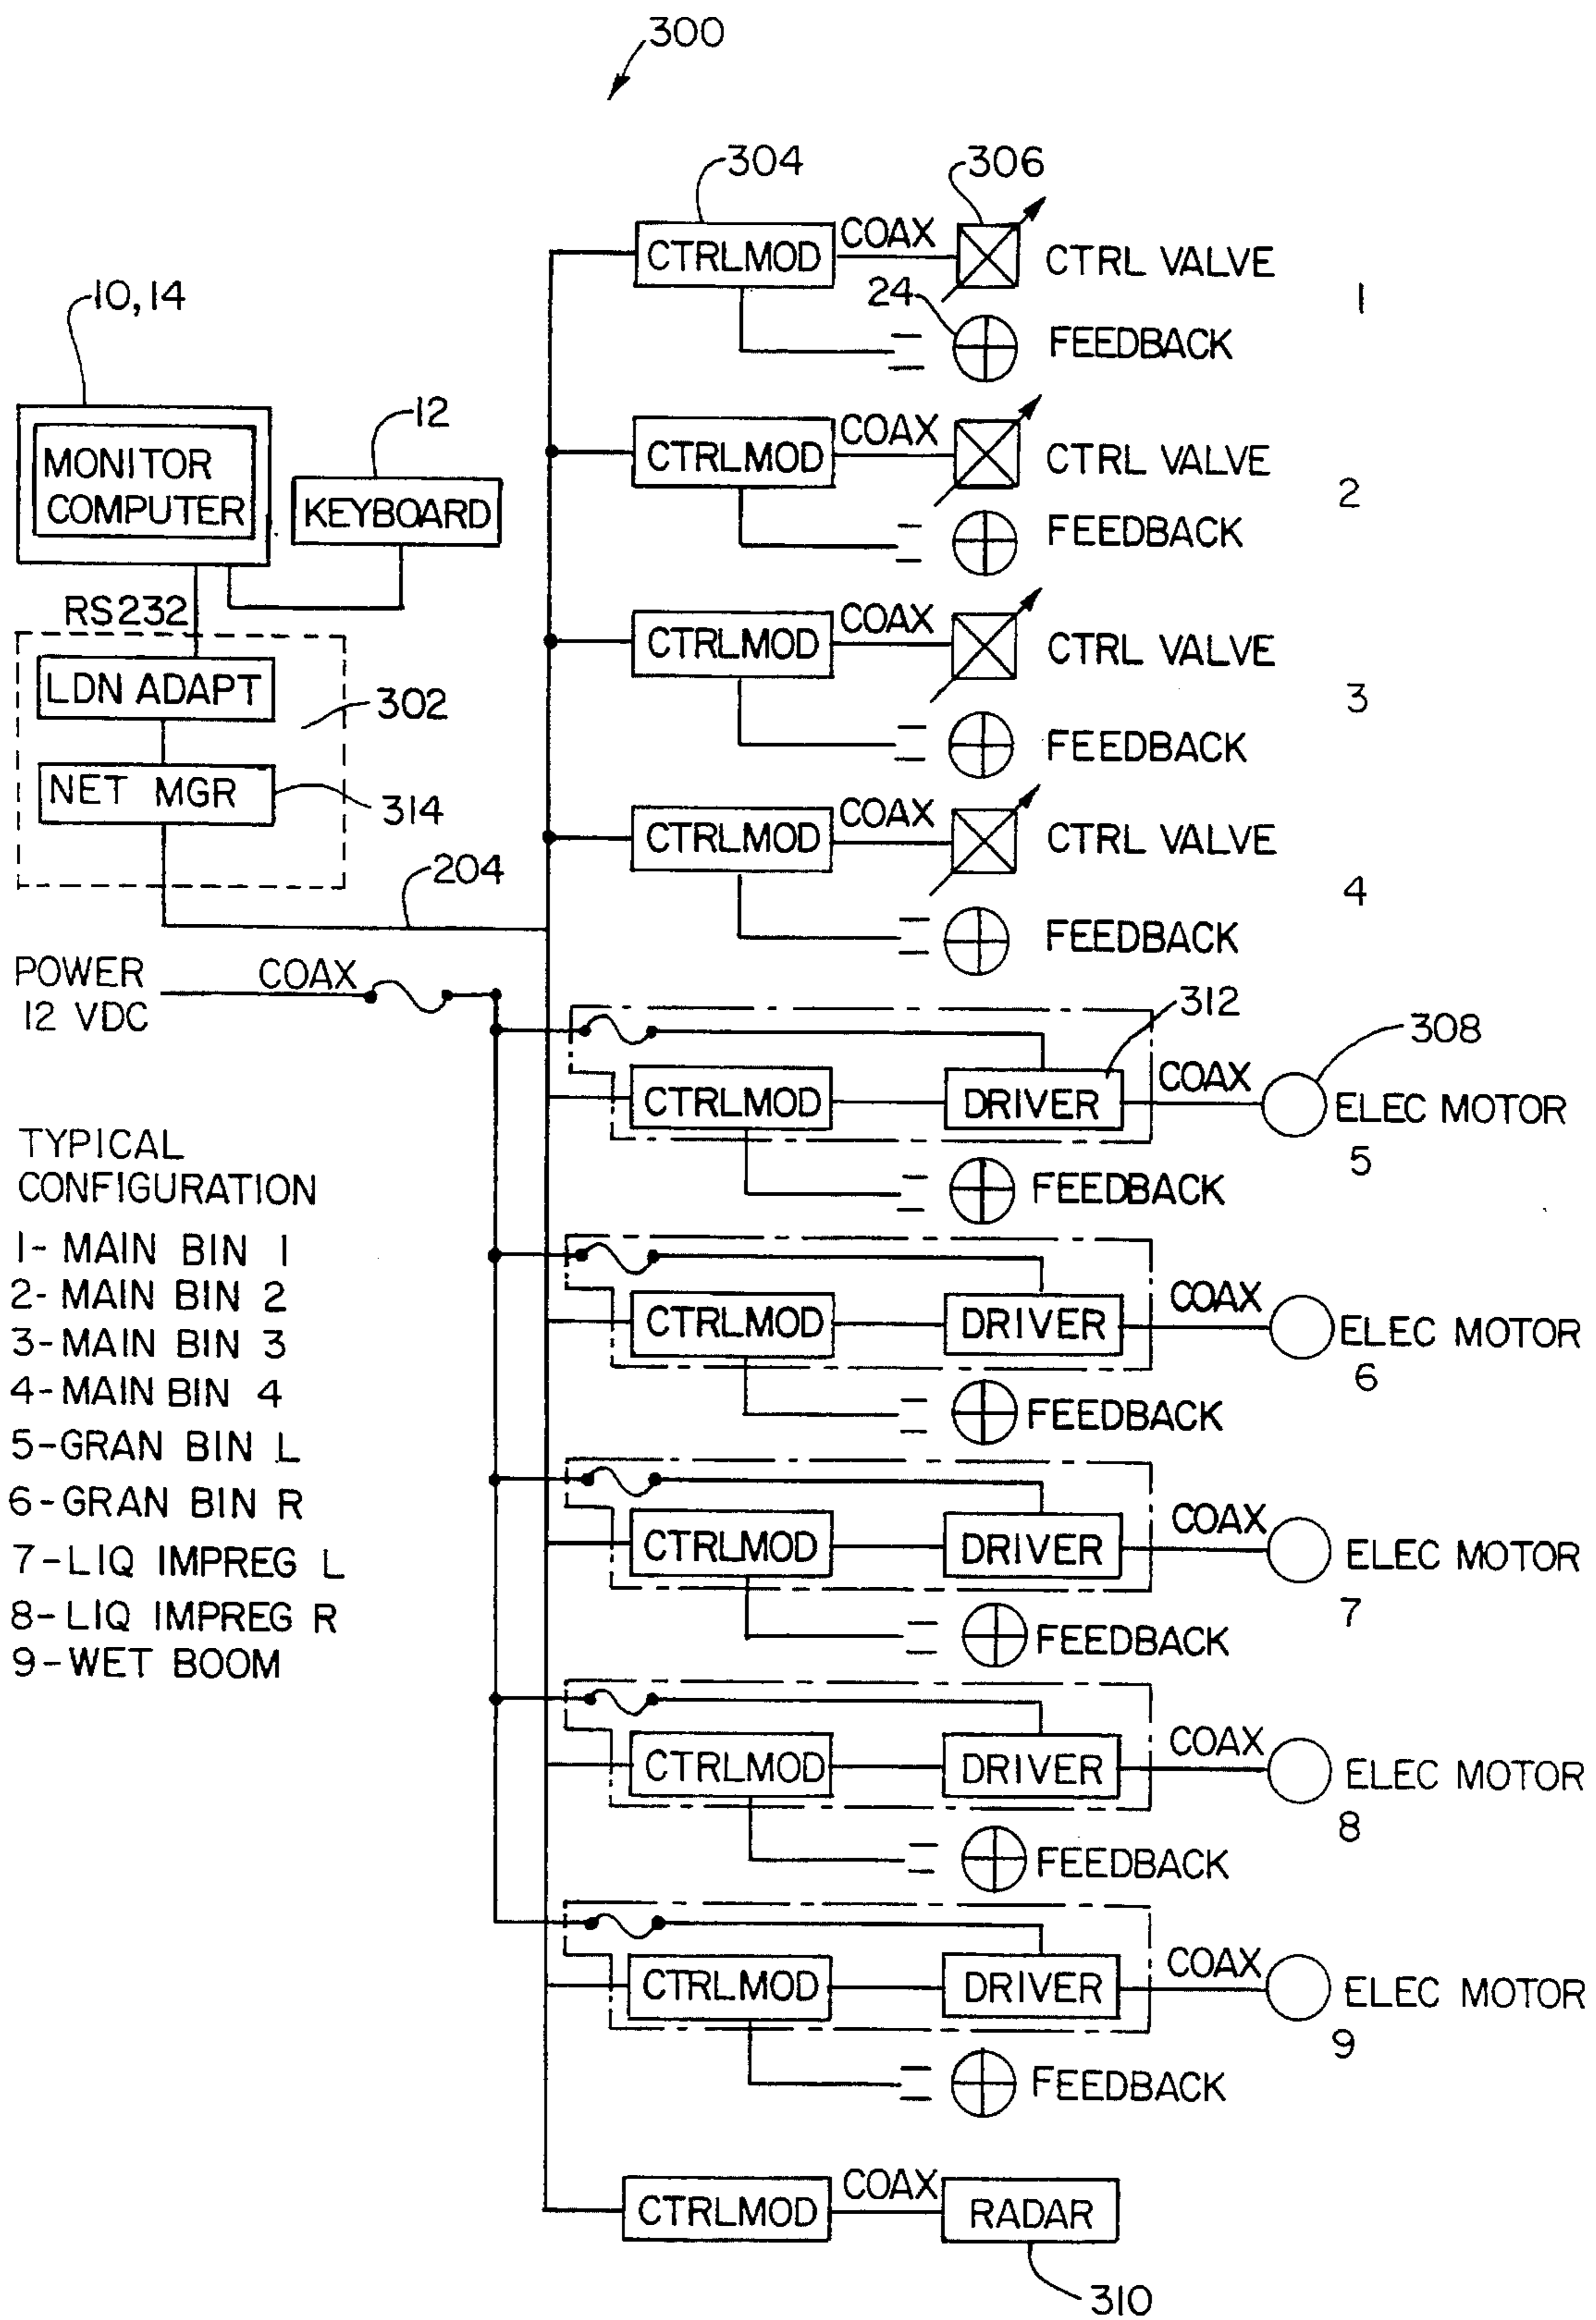 300
304
306
CTRLMOD
COAX
CTRL VALVE
1
24
FEEDBACK
10,14
MONITOR
COMPUTER
12
KEYBOARD
CTRLMOD
COAX
CTRL VALVE
2
FEEDBACK
RS232
LDN ADAPT
302
NET MGR
314
CTRLMOD
COAX
CTRL VALVE
3
FEEDBACK
CTRLMOD
COAX
CTRL VALVE
4
FEEDBACK
204
POWER
12 VDC
COAX
312
308
CTRLMOD
DRIVER
COAX
ELEC MOTOR
5
FEEDBACK
TYPICAL
CONFIGURATION
1- MAIN BIN 1
2- MAIN BIN 2
3- MAIN BIN 3
4- MAIN BIN 4
5-GRAN BIN L
6-GRAN BIN R
7-LIQ IMPREG L
8-LIQ IMPREG R
9-WET BOOM
CTRLMOD
DRIVER
COAX
ELEC MOTOR
6
FEEDBACK
CTRLMOD
DRIVER
COAX
ELEC MOTOR
7
FEEDBACK
CTRLMOD
DRIVER
COAX
ELEC MOTOR
8
FEEDBACK
CTRLMOD
DRIVER
COAX
ELEC MOTOR
9
FEEDBACK
CTRLMOD
COAX
RADAR
310